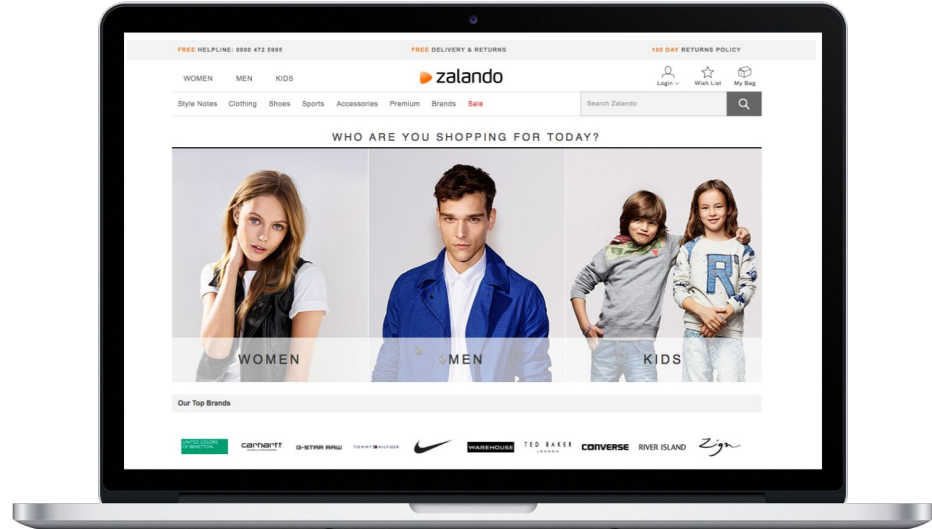 FREE HELPLINE: 0800 472 5995
FREE DELIVERY & RETURNS
100 DAY RETURNS POLICY
WOMEN MEN KIDS
zalando
Login
Wish List
My Bag
Style Notes Clothing Shoes Sports Accessories Premium Brands Sale
Search Zalando
WHO ARE YOU SHOPPING FOR TODAY?
R
WOMEN
MEN
KIDS
Our Top Brands
UNITED COLORS
OF BENETTON.
carhartt
G-STAR RAW
TOMMY HILFIGER
WAREHOUSE
TED BAKER
LONDON
CONVERSE
RIVER ISLAND
Zign